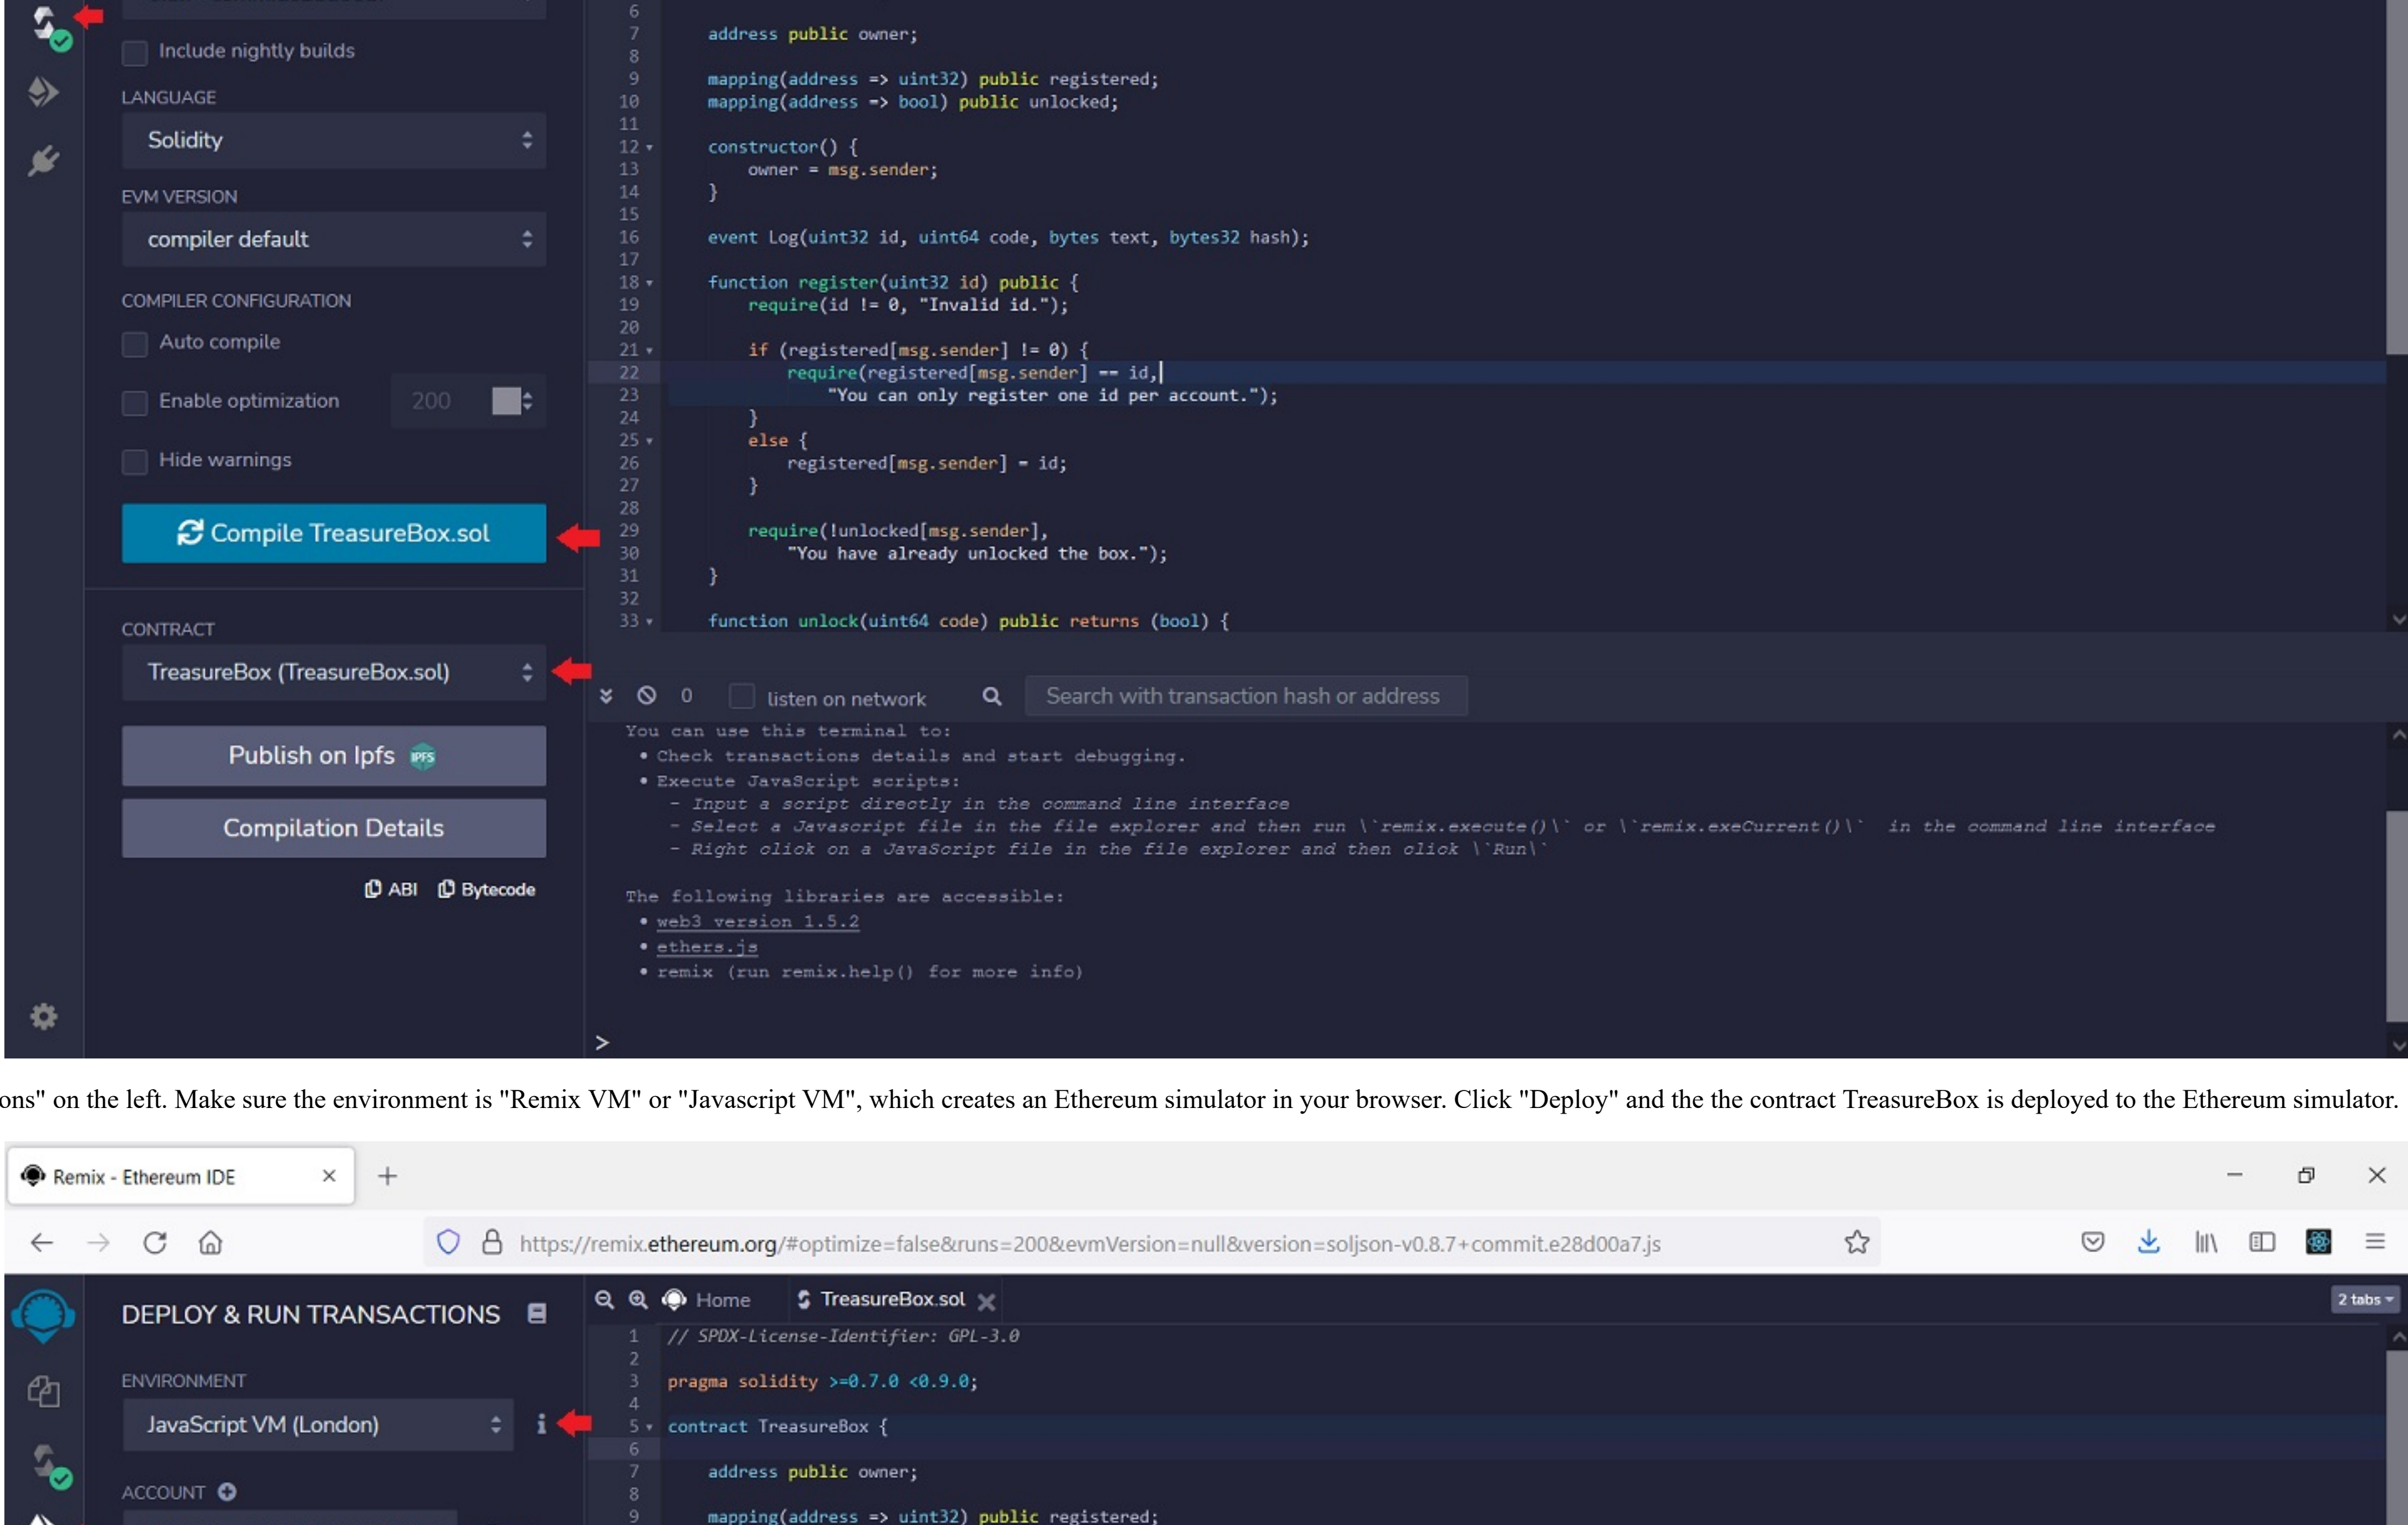 Include nightly builds
LANGUAGE
Solidity
EVM VERSION
compiler default
COMPILER CONFIGURATION
Auto compile
Enable optimization 200
Hide warnings
Compile TreasureBox.sol
CONTRACT
TreasureBox (TreasureBox.sol)
Publish on Ipfs IPFS
Compilation Details
ABI Bytecode
6
7 address public owner;
8
9 mapping(address => uint32) public registered;
10 mapping(address => bool) public unlocked;
11
12 constructor() {
13 owner = msg.sender;
14 }
15
16 event Log(uint32 id, uint64 code, bytes text, bytes32 hash);
17
18 function register(uint32 id) public {
19 require(id != 0, "Invalid id.");
20
21 if (registered[msg.sender] != 0) {
22 require(registered[msg.sender] == id,
23 "You can only register one id per account.");
24 }
25 else {
26 registered[msg.sender] = id;
27 }
28
29 require(!unlocked[msg.sender],
30 "You have already unlocked the box.");
31 }
32
33 function unlock(uint64 code) public returns (bool) {
0 listen on network Search with transaction hash or address
You can use this terminal to:
• Check transactions details and start debugging.
• Execute JavaScript scripts:
- Input a script directly in the command line interface
- Select a Javascript file in the file explorer and then run \`remix.execute()\` or \`remix.exeCurrent()\` in the command line interface
- Right click on a JavaScript file in the file explorer and then click \`Run\`
The following libraries are accessible:
• web3 version 1.5.2
• ethers.js
• remix (run remix.help() for more info)
>
ons" on the left. Make sure the environment is "Remix VM" or "Javascript VM", which creates an Ethereum simulator in your browser. Click "Deploy" and the the contract TreasureBox is deployed to the Ethereum simulator.
Remix - Ethereum IDE
https://remix.ethereum.org/#optimize=false&runs=200&evmVersion=null&version=soljson-v0.8.7+commit.e28d00a7.js
DEPLOY & RUN TRANSACTIONS
ENVIRONMENT
JavaScript VM (London)
ACCOUNT
Home TreasureBox.sol 2 tabs
1 // SPDX-License-Identifier: GPL-3.0
2
3 pragma solidity >=0.7.0 <0.9.0;
4
5 contract TreasureBox {
6
7 address public owner;
8
9 mapping(address => uint32) public registered;